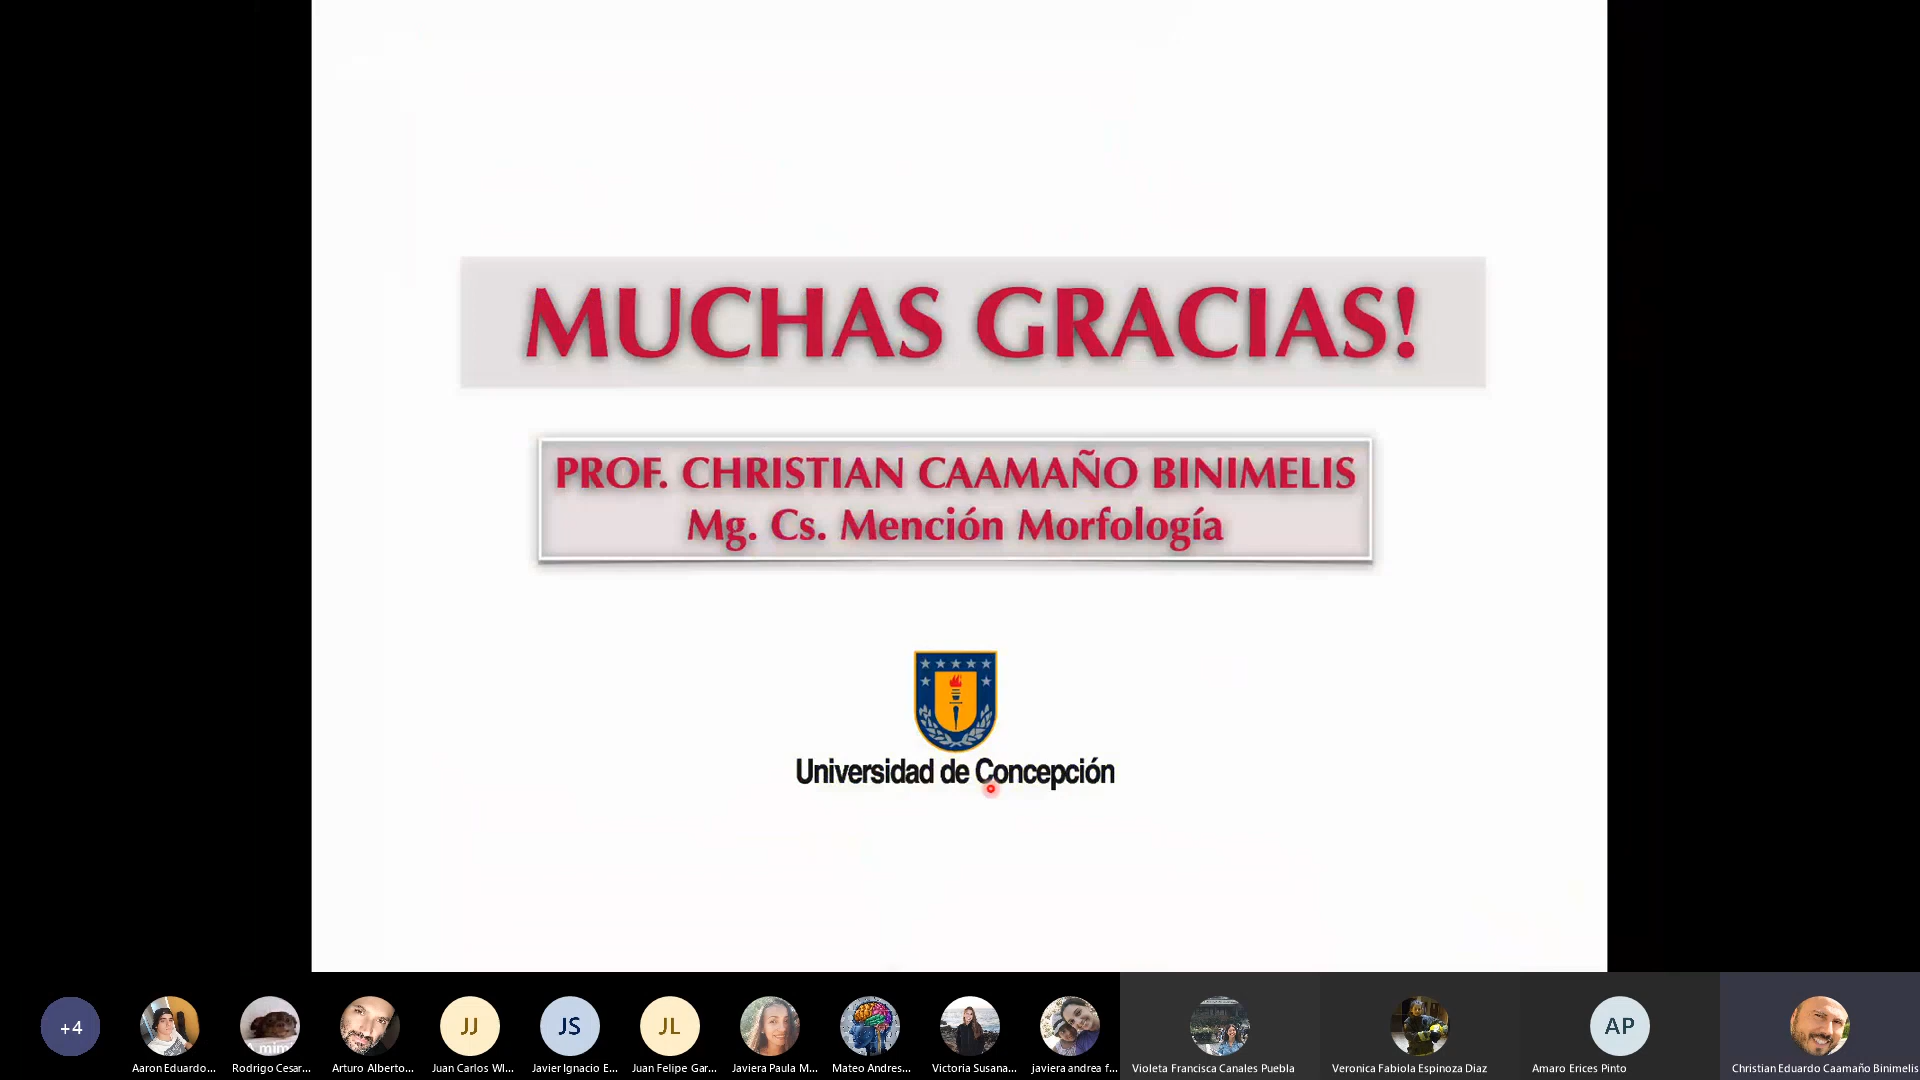 MUCHAS GRACIAS!
PROF. CHRISTIAN CAAMAÑO BINIMELIS
Mg. Cs. Mención Morfología
Universidad de Concepción
+4
mim
JJ
JS
JL
AP
Aaron Eduardo...
Rodrigo Cesar...
Arturo Alberto...
Juan Carlos Wl...
Javier Ignacio E...
Juan Felipe Gar...
Javiera Paula M...
Mateo Andres...
Victoria Susana...
javiera andrea f...
Violeta Francisca Canales Puebla
Veronica Fabiola Espinoza Diaz
Amaro Erices Pinto
Christian Eduardo Caamaño Binimelis